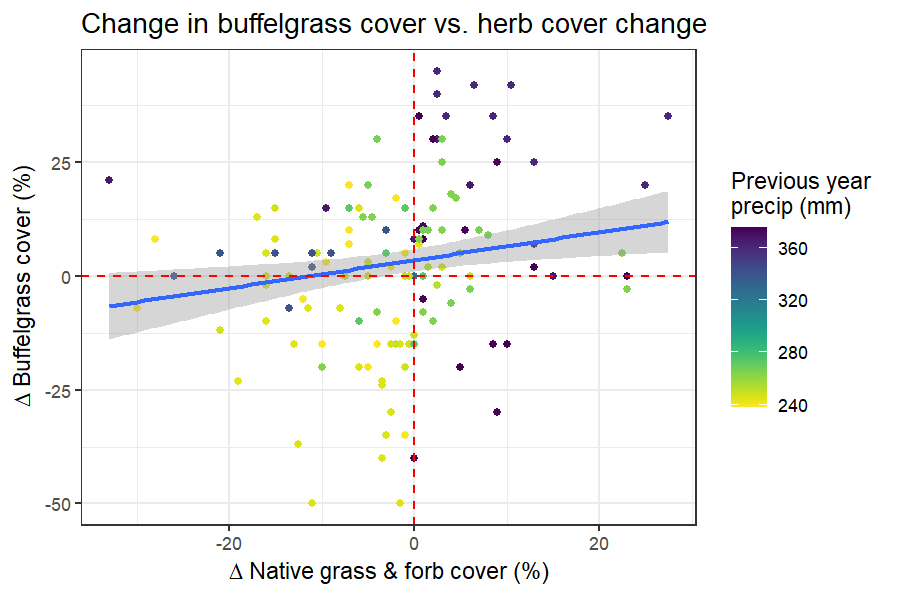 Change in buffelgrass cover vs. herb cover change
Δ Buffelgrass cover (%)
25
0
-25
-50
-20
0
20
Δ Native grass & forb cover (%)
Previous year
precip (mm)
360
320
280
240